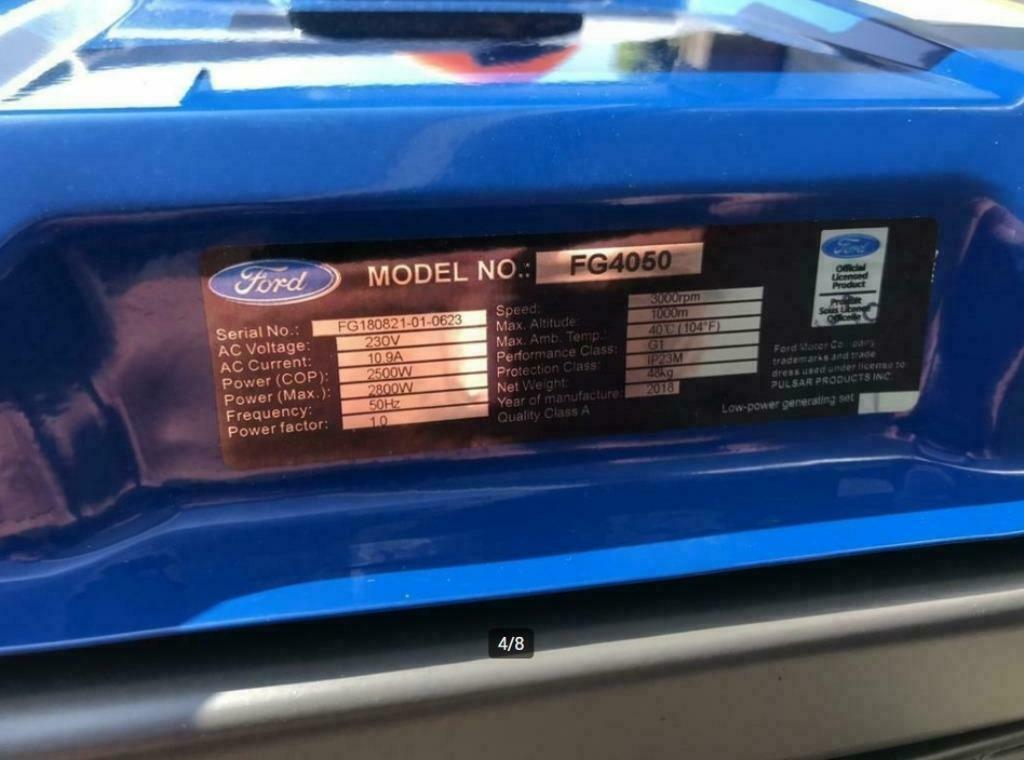 Ford
MODEL NO.: FG4050
Serial No.: FG180821-01-0623
AC Voltage: 230V
AC Current: 10.9A
Power (COP): 2500W
Power (Max.): 2800W
Frequency: 50Hz
Power factor: 1.0
Speed: 3000rpm
Max. Altitude: 1000m
Max. Amb. Temp.: 40℃ (104°F)
Performance Class: G1
Protection Class: IP23M
Net Weight: 48kg
Year of manufacture: 2018
Quality Class A
Ford
Official
Licensed
Product
Produit
Sous Licence
Officielle
Ford Motor Company
trademarks and trade
dress used under license to
PULSAR PRODUCTS INC.
Low-power generating set
4/8